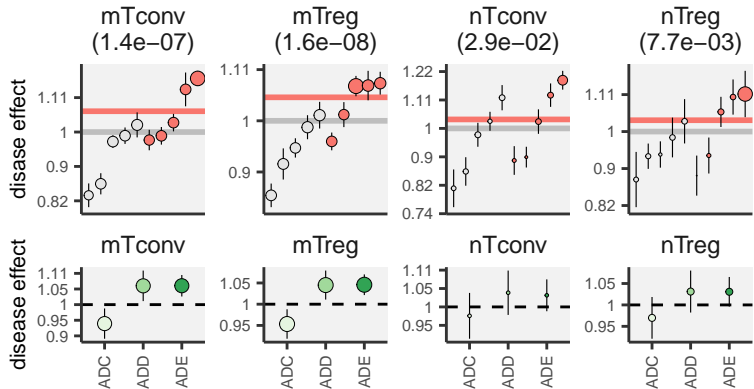 mTconv
(1.4e−07)
mTreg
(1.6e−08)
nTconv
(2.9e−02)
nTreg
(7.7e−03)
disase effect
1.11
1
0.9
0.82
1.11
1
0.9
1.22
1.11
1
0.9
0.82
0.74
1.11
1
0.9
0.82
mTconv
mTreg
nTconv
nTreg
disease effect
1.11
1.05
1
0.95
0.9
1.05
1
0.95
1.11
1.05
1
0.95
1.05
1
0.95
ADC
ADD
ADE
ADC
ADD
ADE
ADC
ADD
ADE
ADC
ADD
ADE